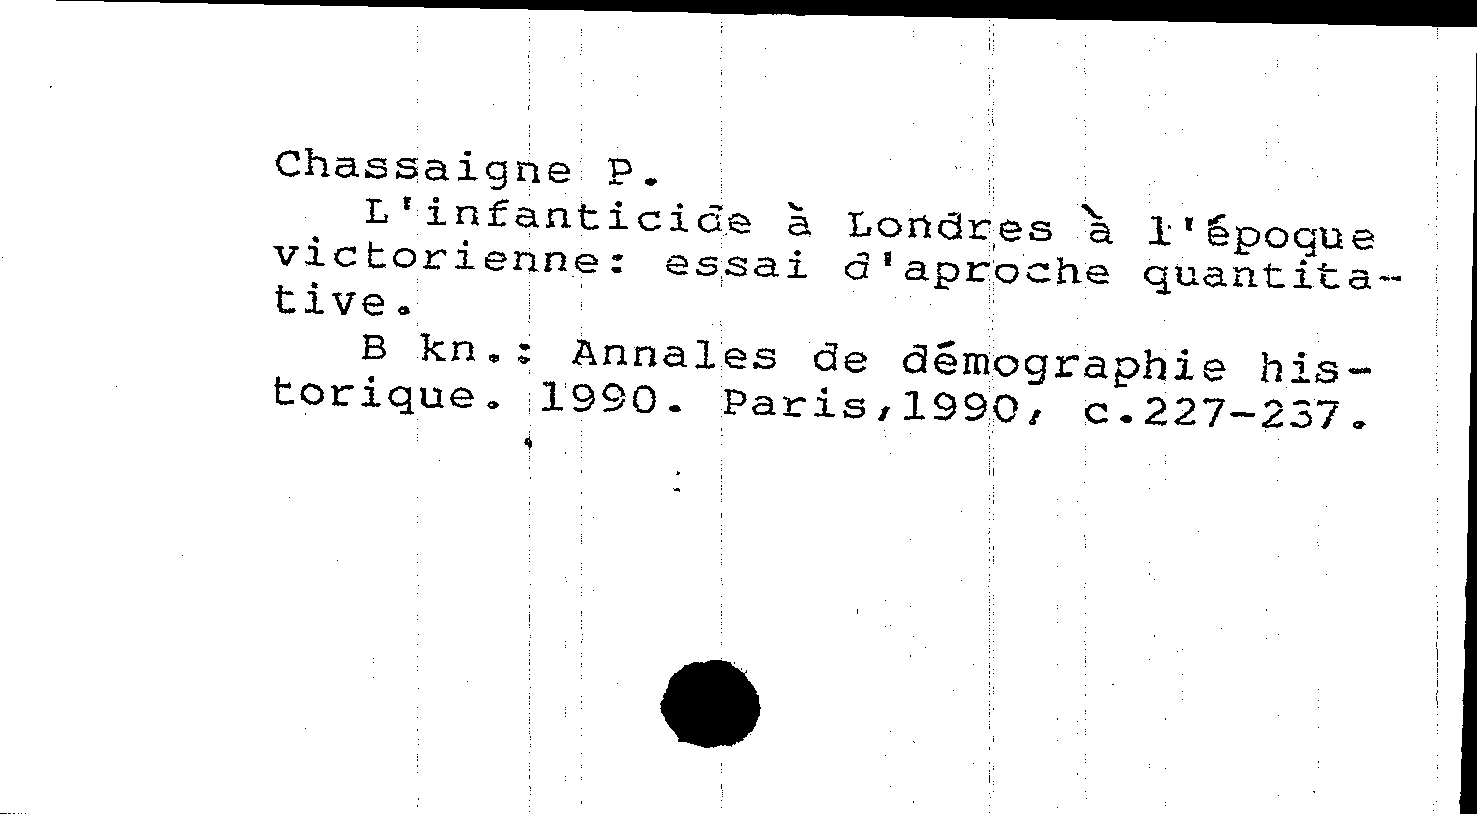 Chassaigne P.
L'infanticide à Londres à l'époque
victorienne: essai d'aproche quantita-
tive.
B kn.: Annales de démographie his-
torique. 1990. Paris,1990, c.227-237.